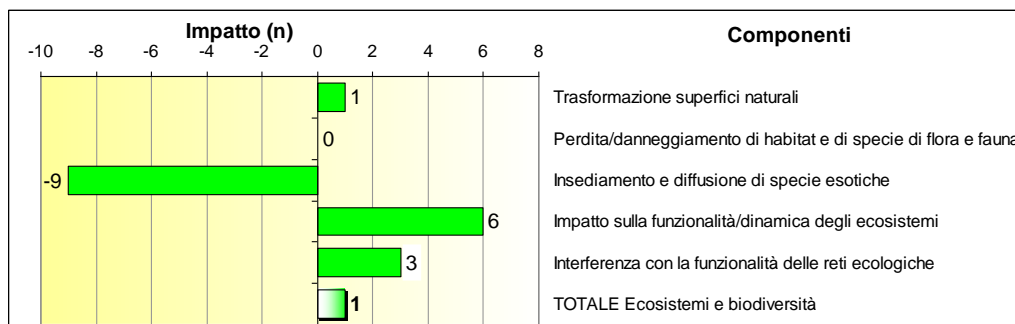 Impatto (n)
Componenti
-10 -8 -6 -4 -2 0 2 4 6 8
1 Trasformazione superfici naturali
0 Perdita/danneggiamento di habitat e di specie di flora e fauna
-9 Insediamento e diffusione di specie esotiche
6 Impatto sulla funzionalità/dinamica degli ecosistemi
3 Interferenza con la funzionalità delle reti ecologiche
1 TOTALE Ecosistemi e biodiversità